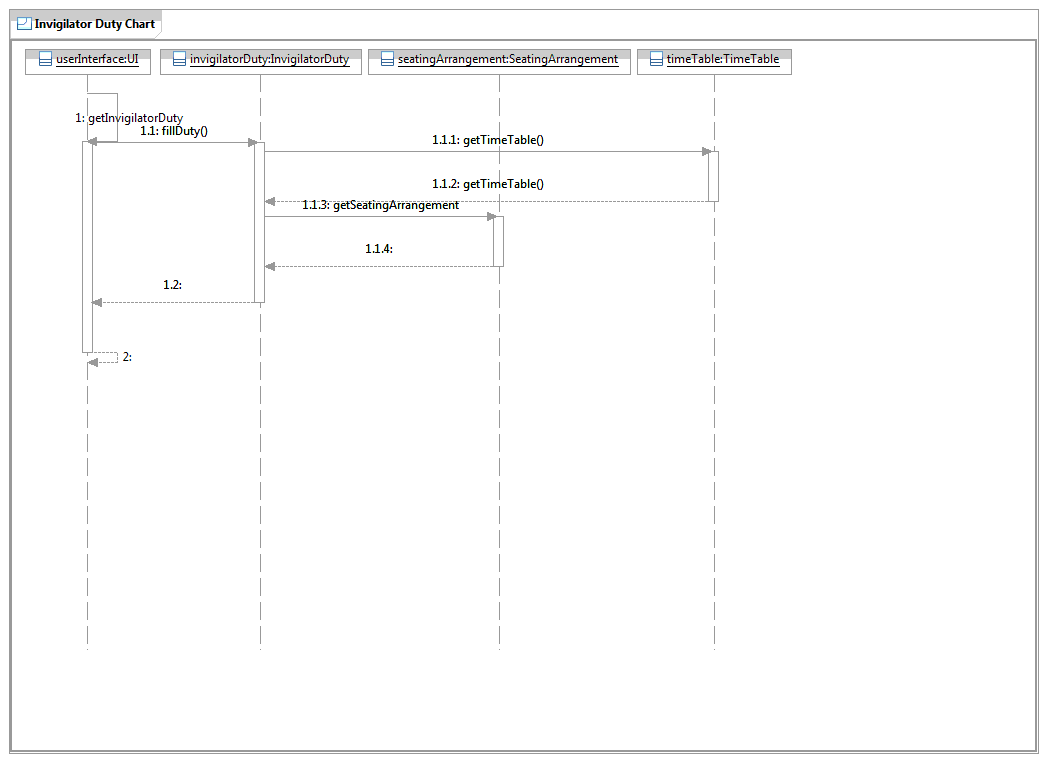 Invigilator Duty Chart
userInterface:UI
invigilatorDuty:InvigilatorDuty
seatingArrangement:SeatingArrangement
timeTable:TimeTable
1: getInvigilatorDuty
1.1: fillDuty()
1.1.1: getTimeTable()
1.1.2: getTimeTable()
1.1.3: getSeatingArrangement
1.1.4:
1.2:
2: